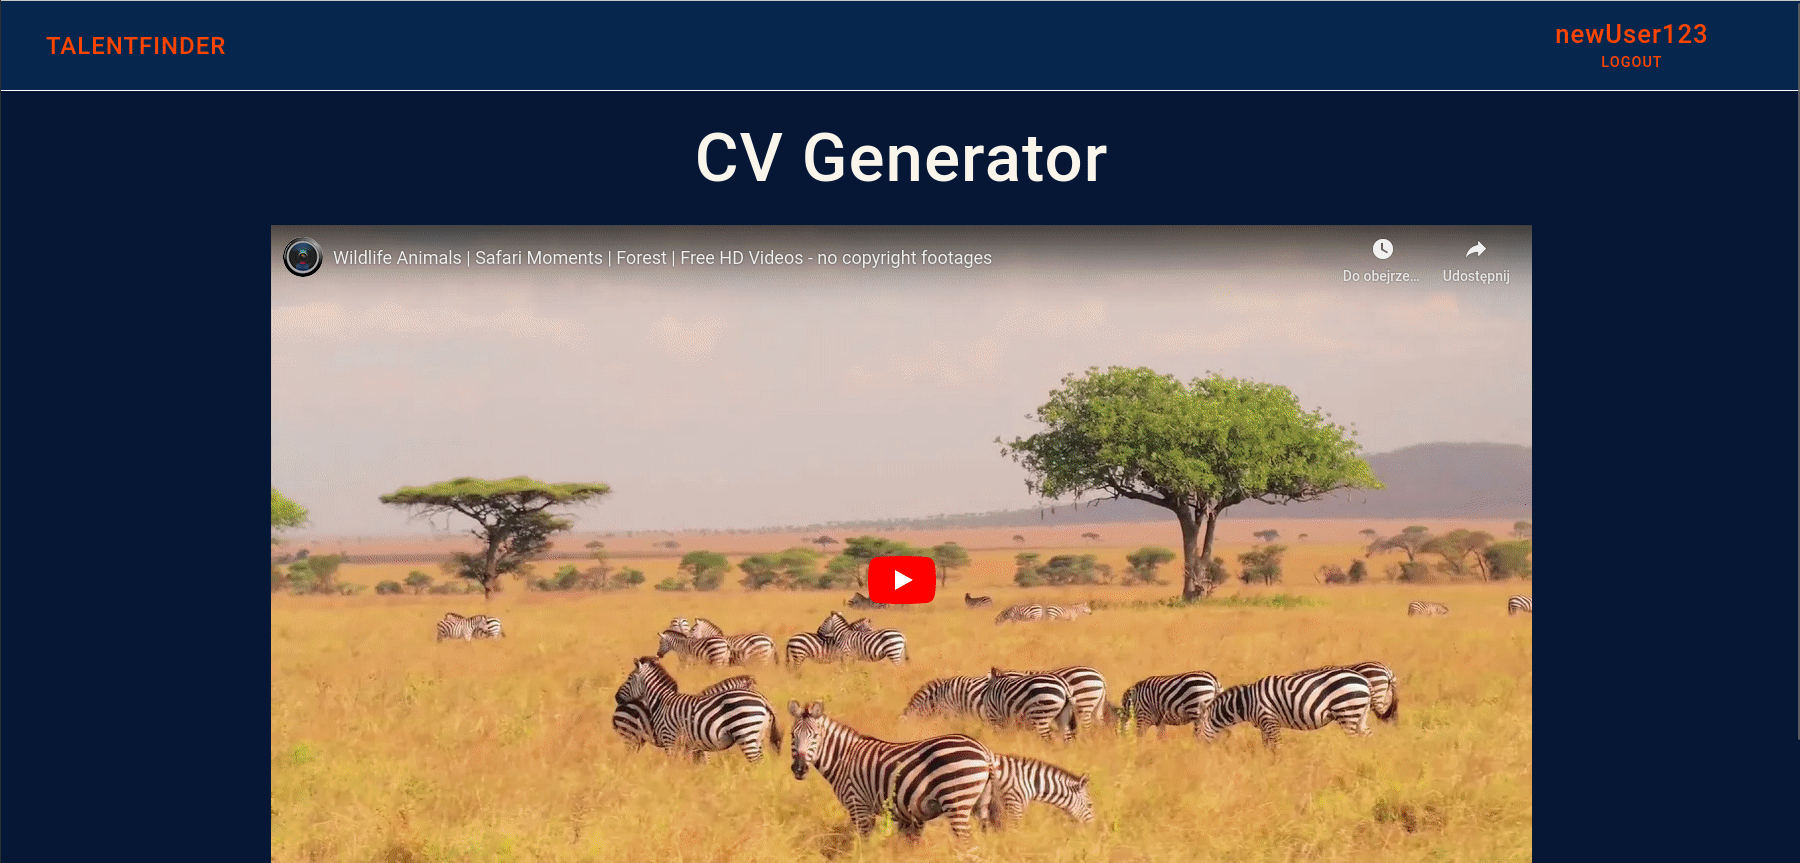 TALENTFINDER
newUser123
LOGOUT
CV Generator
Wildlife Animals | Safari Moments | Forest | Free HD Videos - no copyright footages
Do obejrze...
Udostępnij